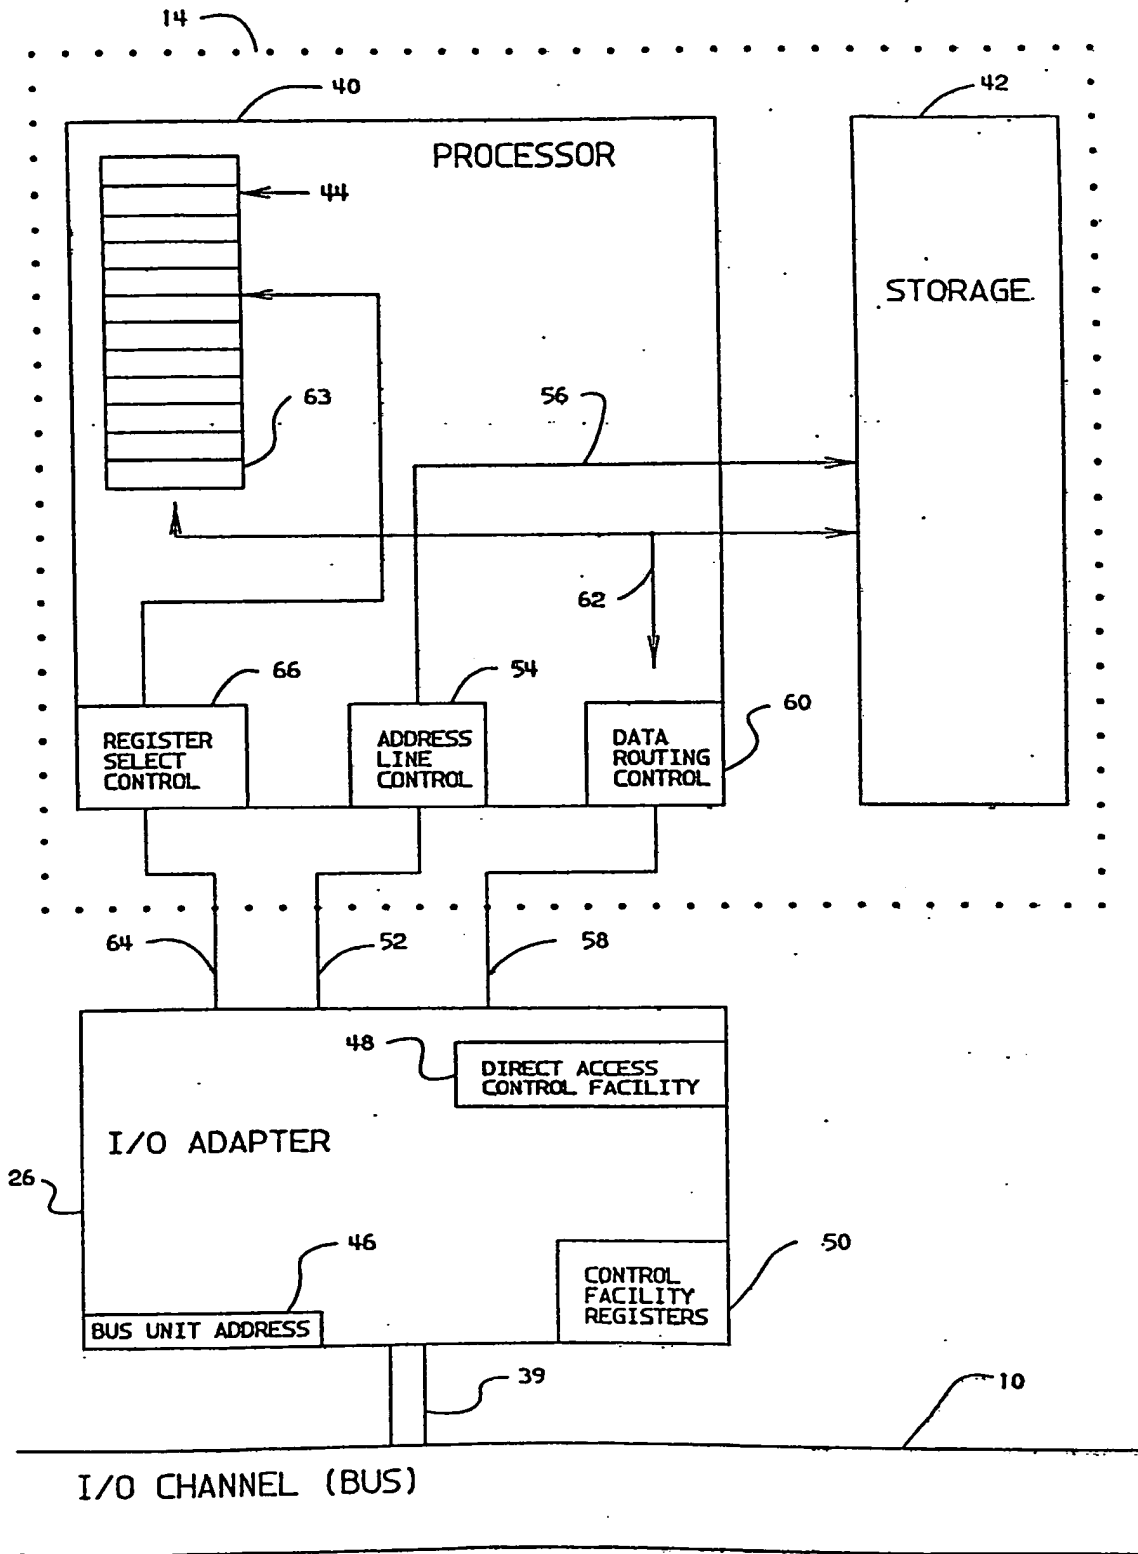 14
40
42
PROCESSOR
44
STORAGE
63
56
62
66
54
60
REGISTER
SELECT
CONTROL
ADDRESS
LINE
CONTROL
DATA
ROUTING
CONTROL
64
52
58
48
DIRECT ACCESS
CONTROL FACILITY
I/O ADAPTER
26
46
50
CONTROL
FACILITY
REGISTERS
BUS UNIT ADDRESS
39
10
I/O CHANNEL (BUS)